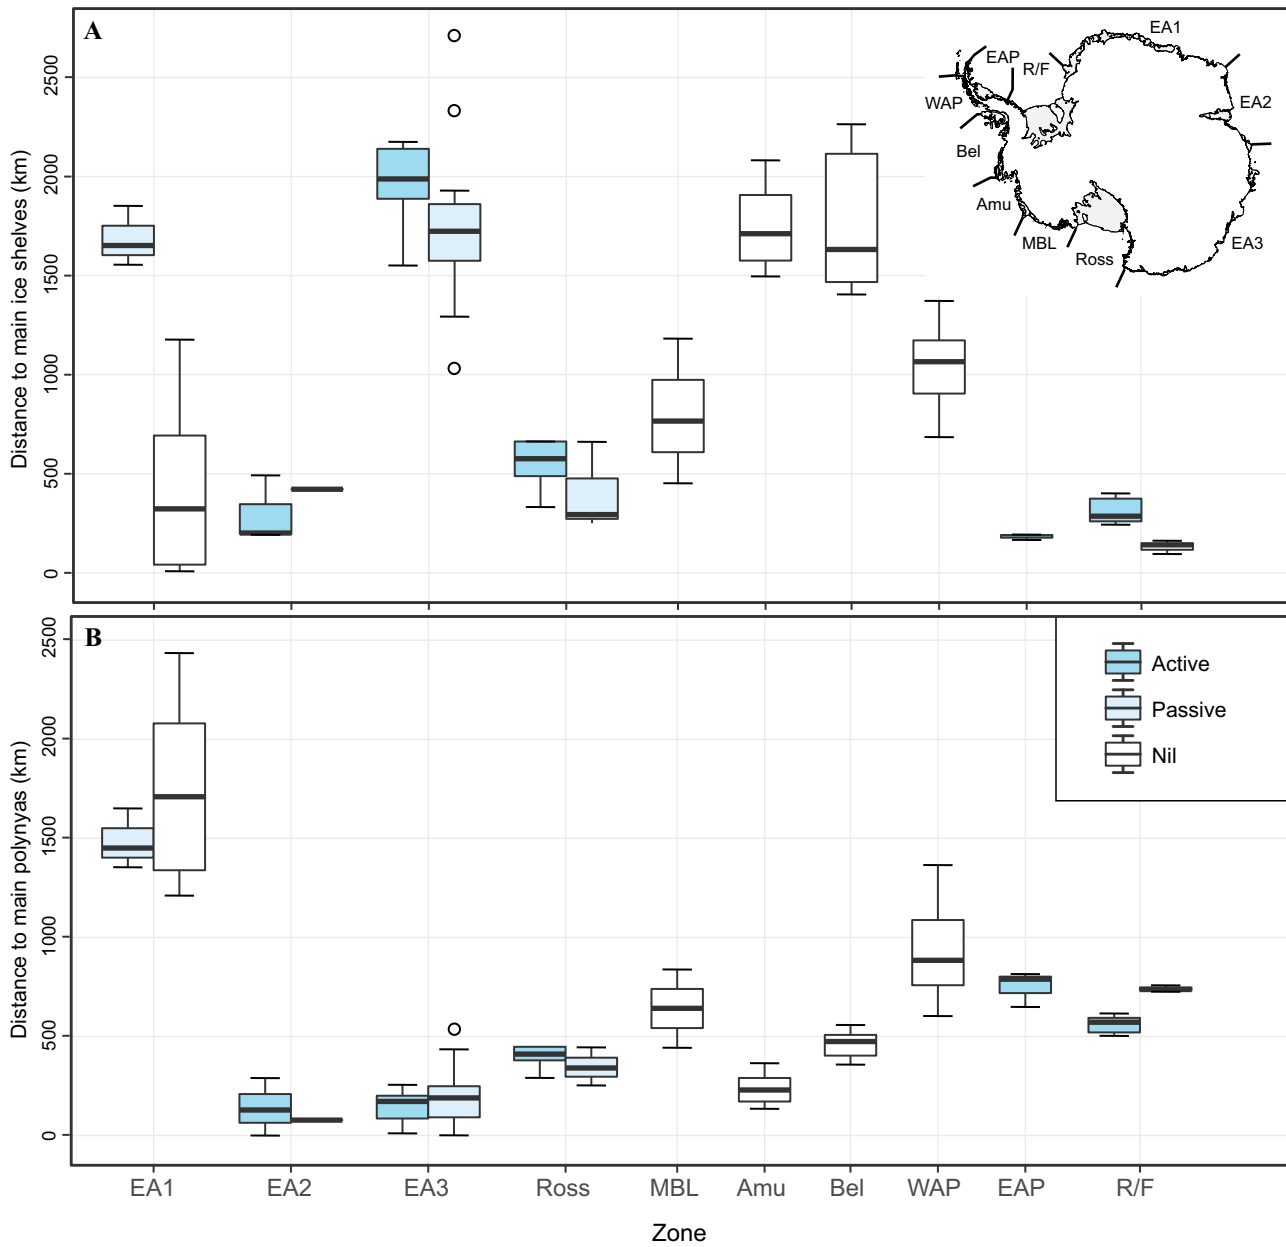 A
Distance to main ice shelves (km)
2500
2000
1500
1000
500
0
EA1
EAP
R/F
WAP
EA2
Bel
Amu
MBL
Ross
EA3
B
Distance to main polynyas (km)
2500
2000
1500
1000
500
0
Active
Passive
Nil
EA1 EA2 EA3 Ross MBL Amu Bel WAP EAP R/F
Zone